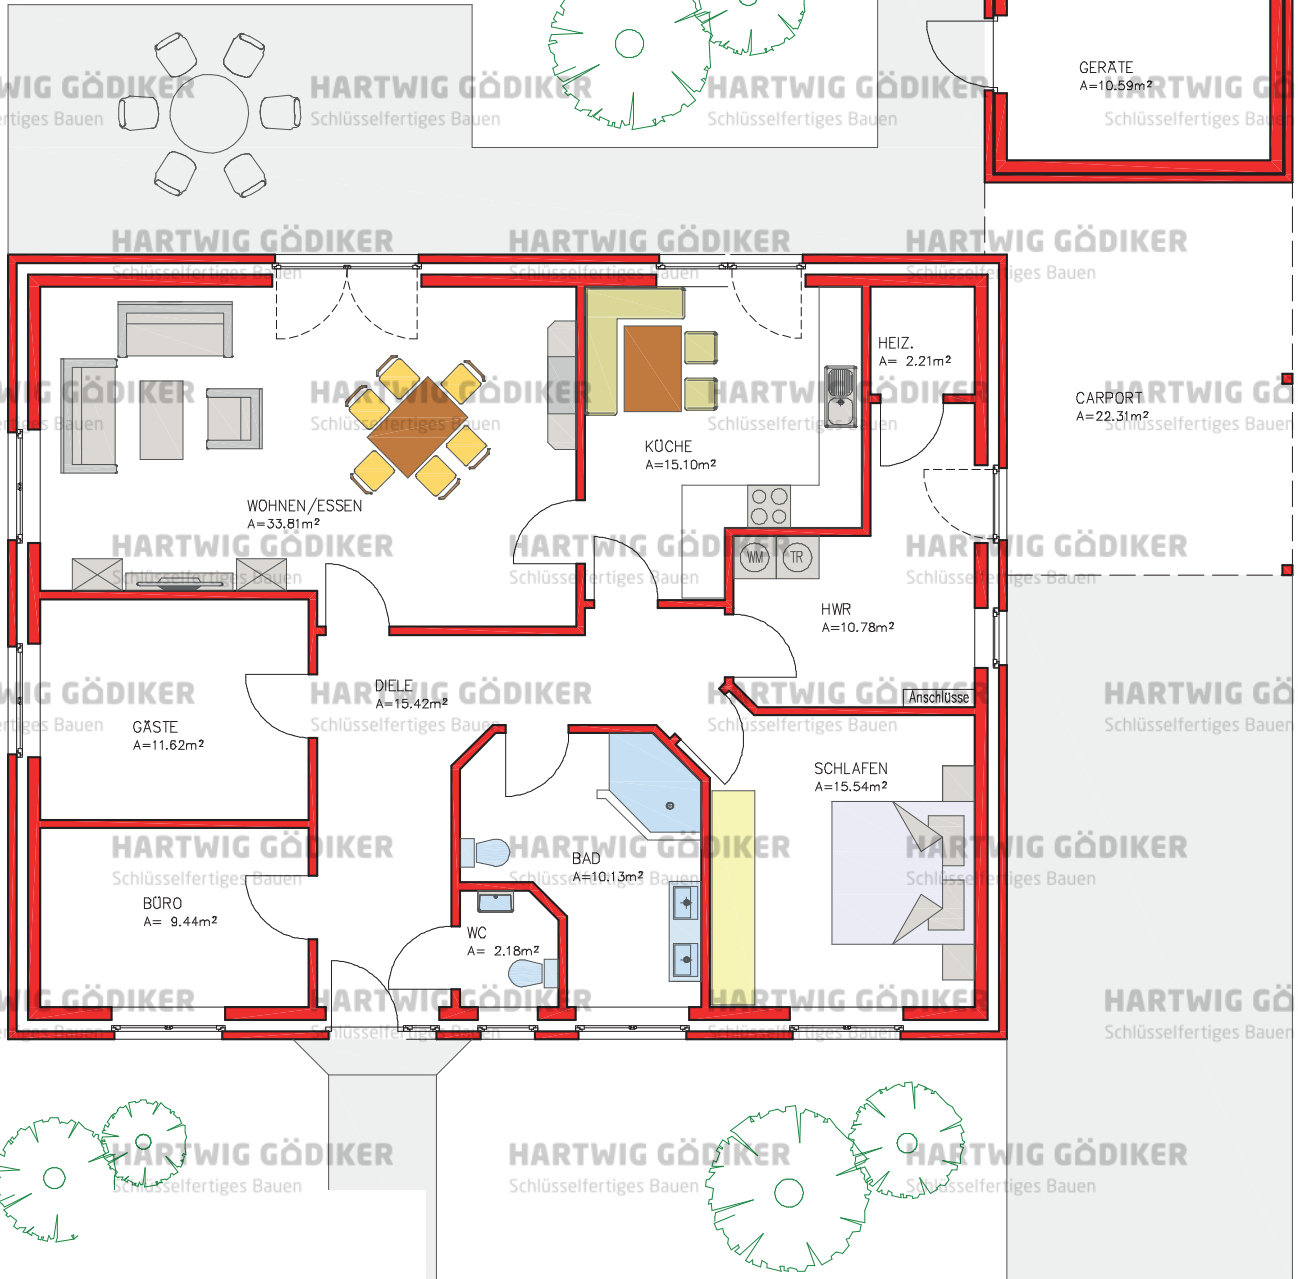 GERÄTE
A=10.59m²
HARTWIG GÖDIKER
Schlüsselfertiges Bauen
HEIZ.
A= 2.21m²
CARPORT
A=22.31m²
KÜCHE
A=15.10m²
WOHNEN/ESSEN
A=33.81m²
WM
TR
HWR
A=10.78m²
DIELE
A=15.42m²
Anschlüsse
GÄSTE
A=11.62m²
SCHLAFEN
A=15.54m²
BAD
A=10.13m²
BÜRO
A= 9.44m²
WC
A= 2.18m²